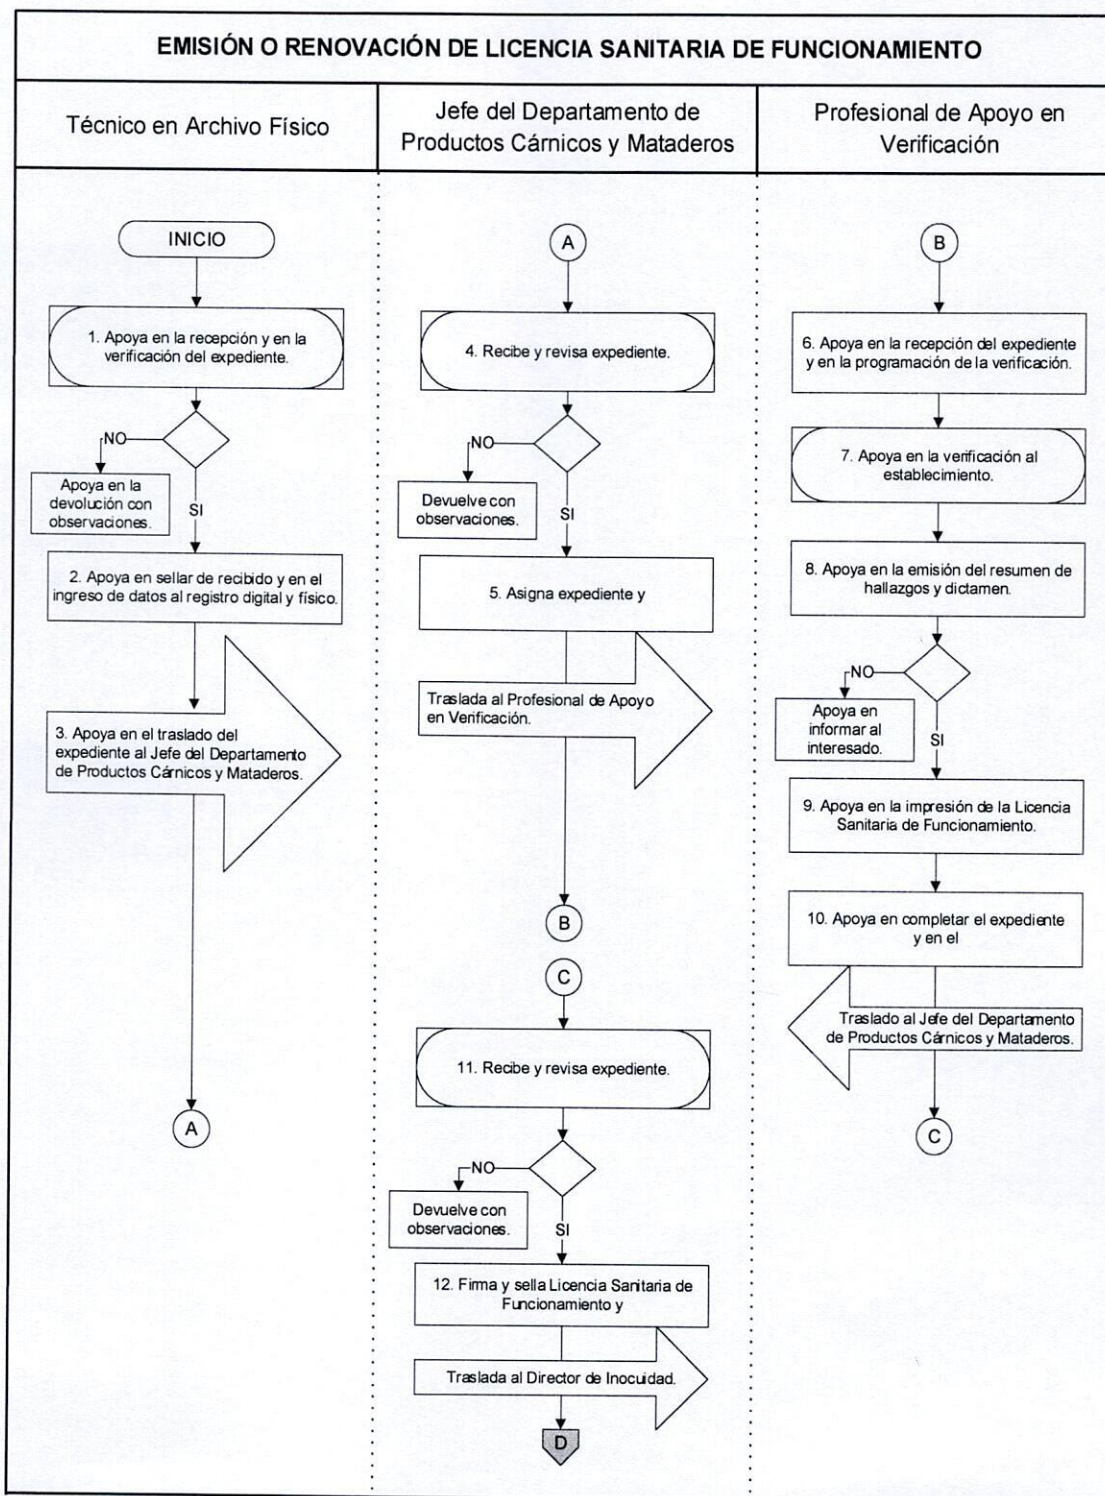 EMISIÓN O RENOVACIÓN DE LICENCIA SANITARIA DE FUNCIONAMIENTO
Técnico en Archivo Físico
INICIO
1. Apoya en la recepción y en la
verificación del expediente.
NO
Apoya en la
devolución con
observaciones.
SI
2. Apoya en sellar de recibido y en el
ingreso de datos al registro digital y físico.
3. Apoya en el traslado del
expediente al Jefe del Departamento
de Productos Cárnicos y Mataderos.
A
Jefe del Departamento de
Productos Cárnicos y Mataderos
A
4. Recibe y revisa expediente.
NO
Devuelve con
observaciones.
SI
5. Asigna expediente y
Traslada al Profesional de Apoyo
en Verificación.
B
C
11. Recibe y revisa expediente.
NO
Devuelve con
observaciones.
SI
12. Firma y sella Licencia Sanitaria de
Funcionamiento y
Traslada al Director de Inocuidad.
D
Profesional de Apoyo en
Verificación
B
6. Apoya en la recepción del expediente
y en la programación de la verificación.
7. Apoya en la verificación al
establecimiento.
8. Apoya en la emisión del resumen de
hallazgos y dictamen.
NO
Apoya en
informar al
interesado.
SI
9. Apoya en la impresión de la Licencia
Sanitaria de Funcionamiento.
10. Apoya en completar el expediente
y en el
Traslado al Jefe del Departamento
de Productos Cárnicos y Mataderos.
C